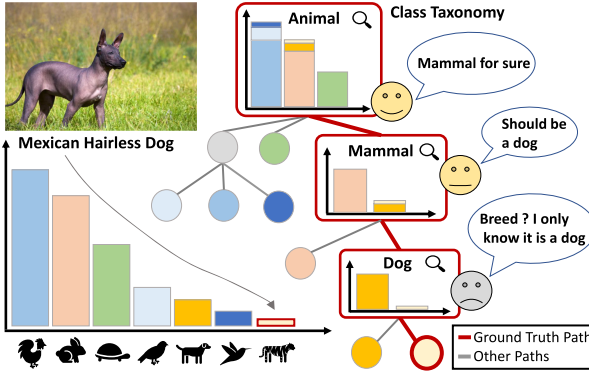 Animal
Class Taxonomy
Mammal for sure
Should be
a dog
Mexican Hairless Dog
Mammal
Breed ? I only
know it is a dog
Dog
Ground Truth Path
Other Paths